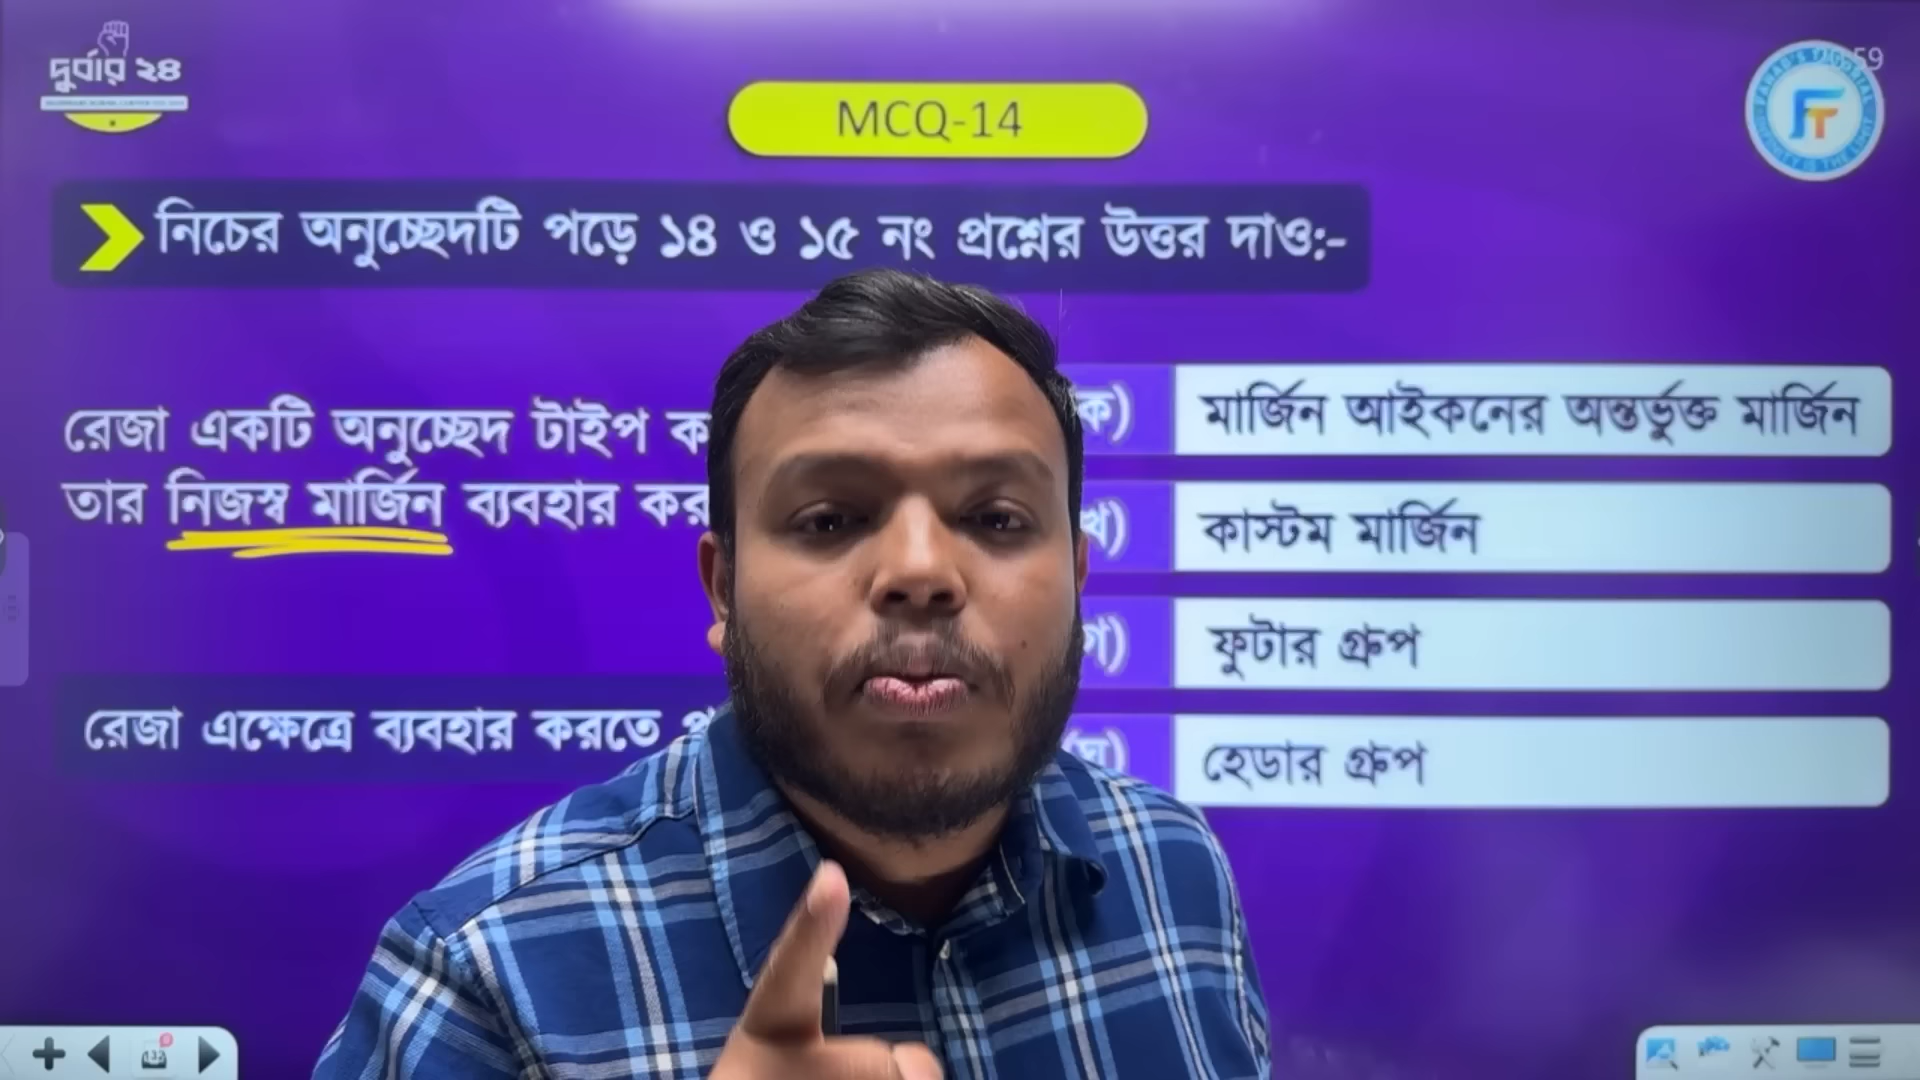 দুর্বার ২৪
MCQ-14
নিচের অনুচ্ছেদটি পড়ে ১৪ ও ১৫ নং প্রশ্নের উত্তর দাও:-
রেজা একটি অনুচ্ছেদ টাইপ
তার নিজস্ব মার্জিন ব্যবহার
রেজা এক্ষেত্রে ব্যবহার করতে
ক) মার্জিন আইকনের অন্তর্ভুক্ত মার্জিন
খ) কাস্টম মার্জিন
গ) ফুটার গ্রুপ
(ঘ) হেডার গ্রুপ